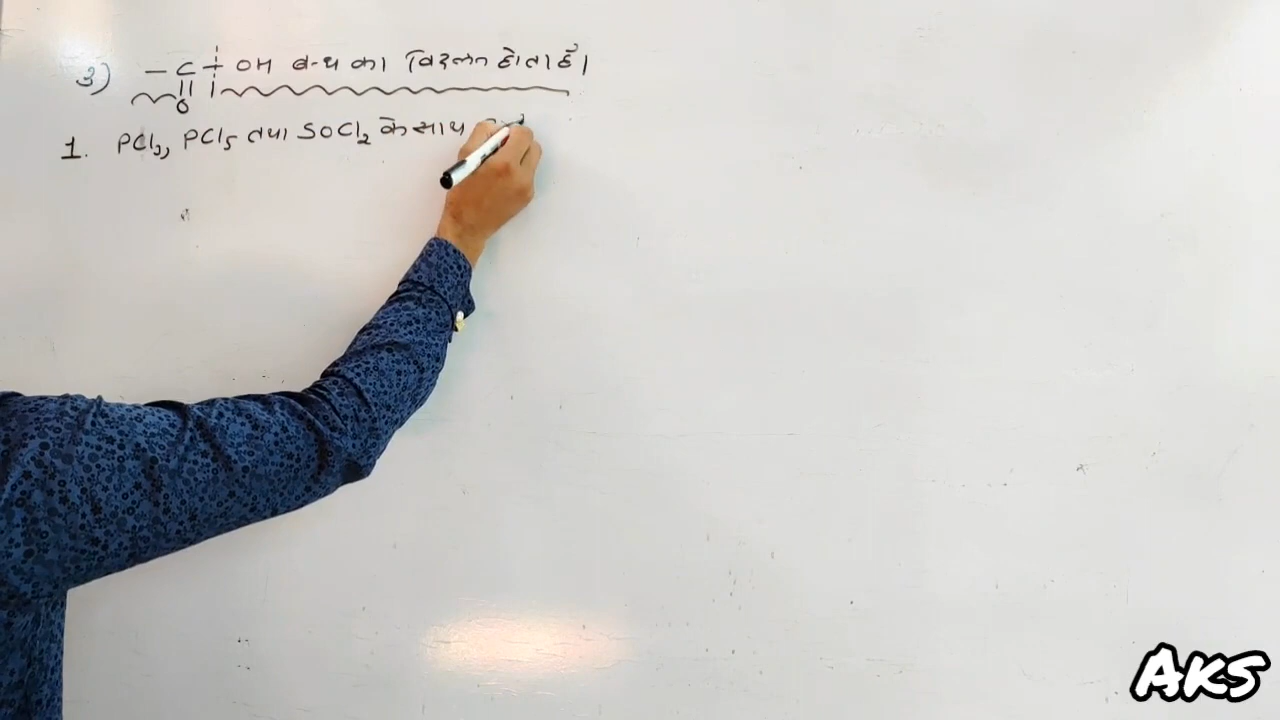 3) –C–OH बन्ध का विदलन होता है।
||
O
1. PCl3, PCl5 तथा SOCl2 के साथ
AKS